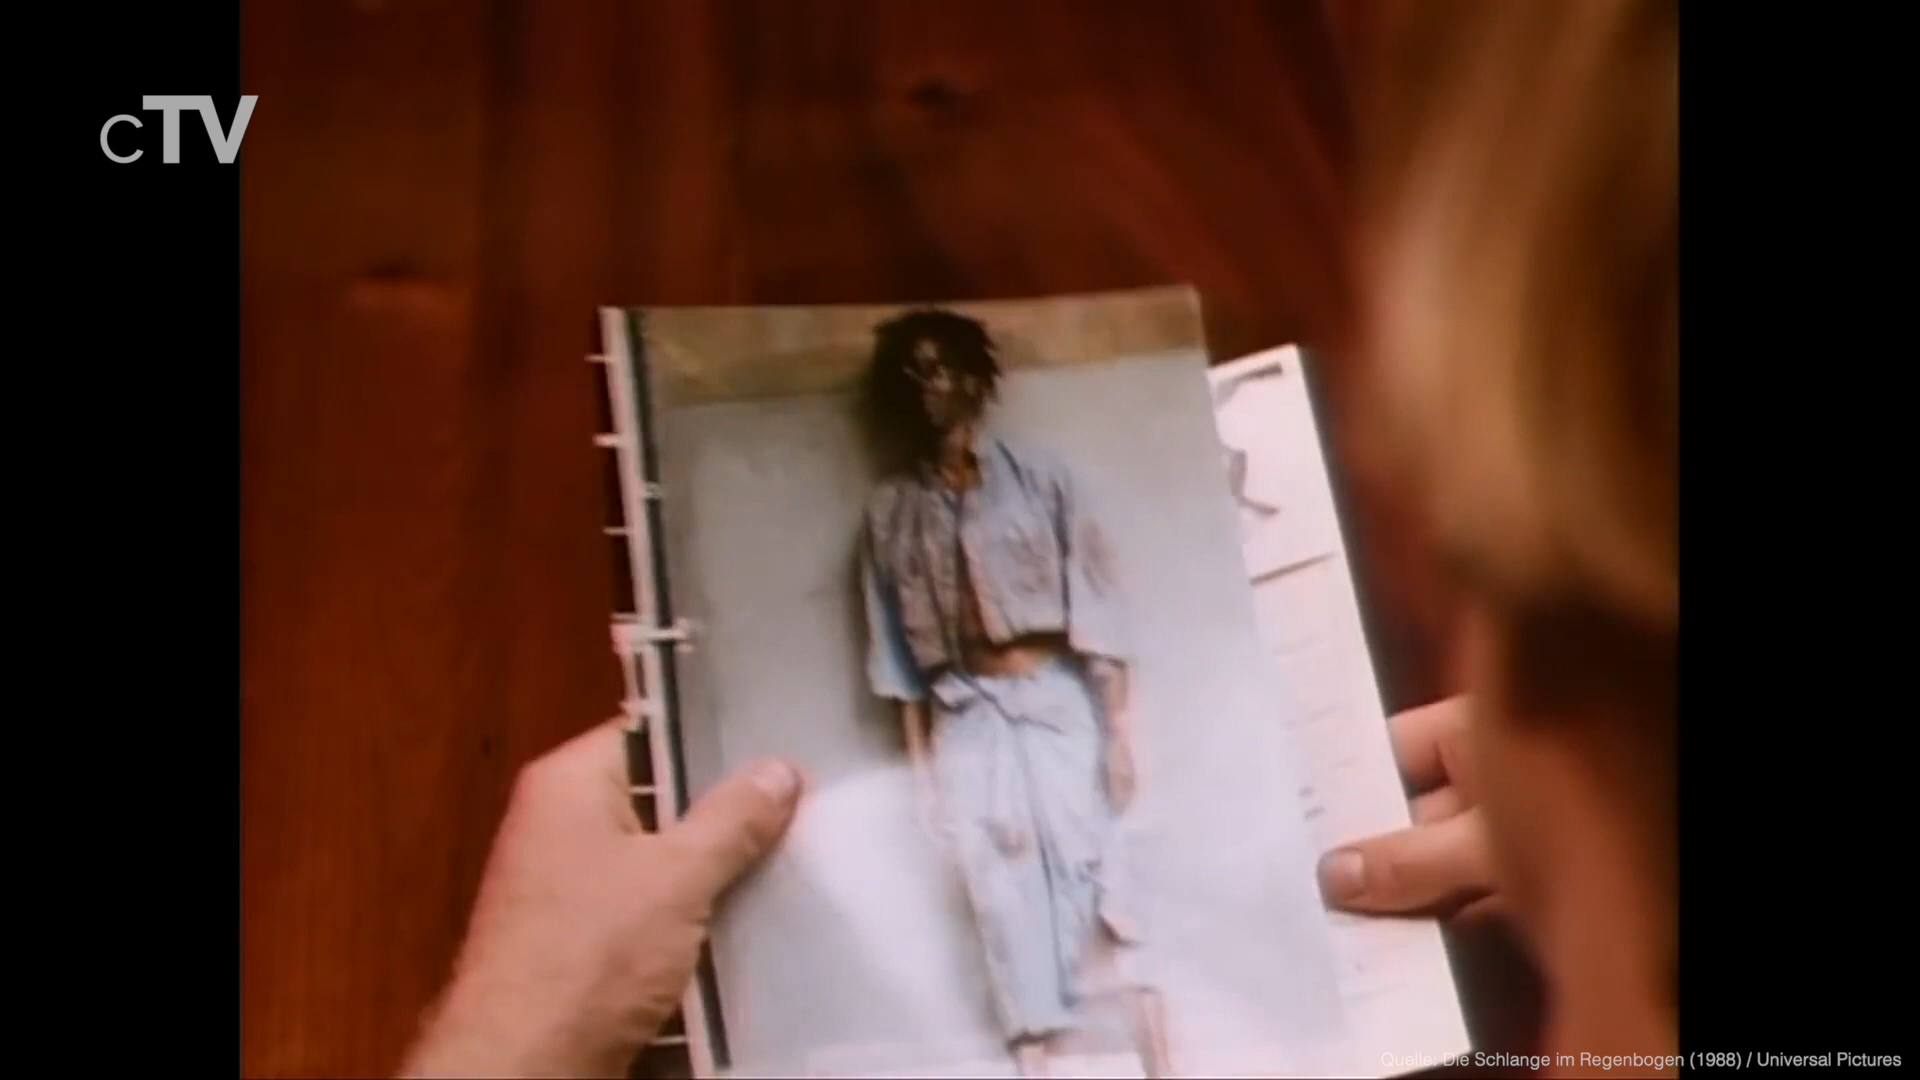 cTV
Quelle: Die Schlange im Regenbogen (1988) / Universal Pictures